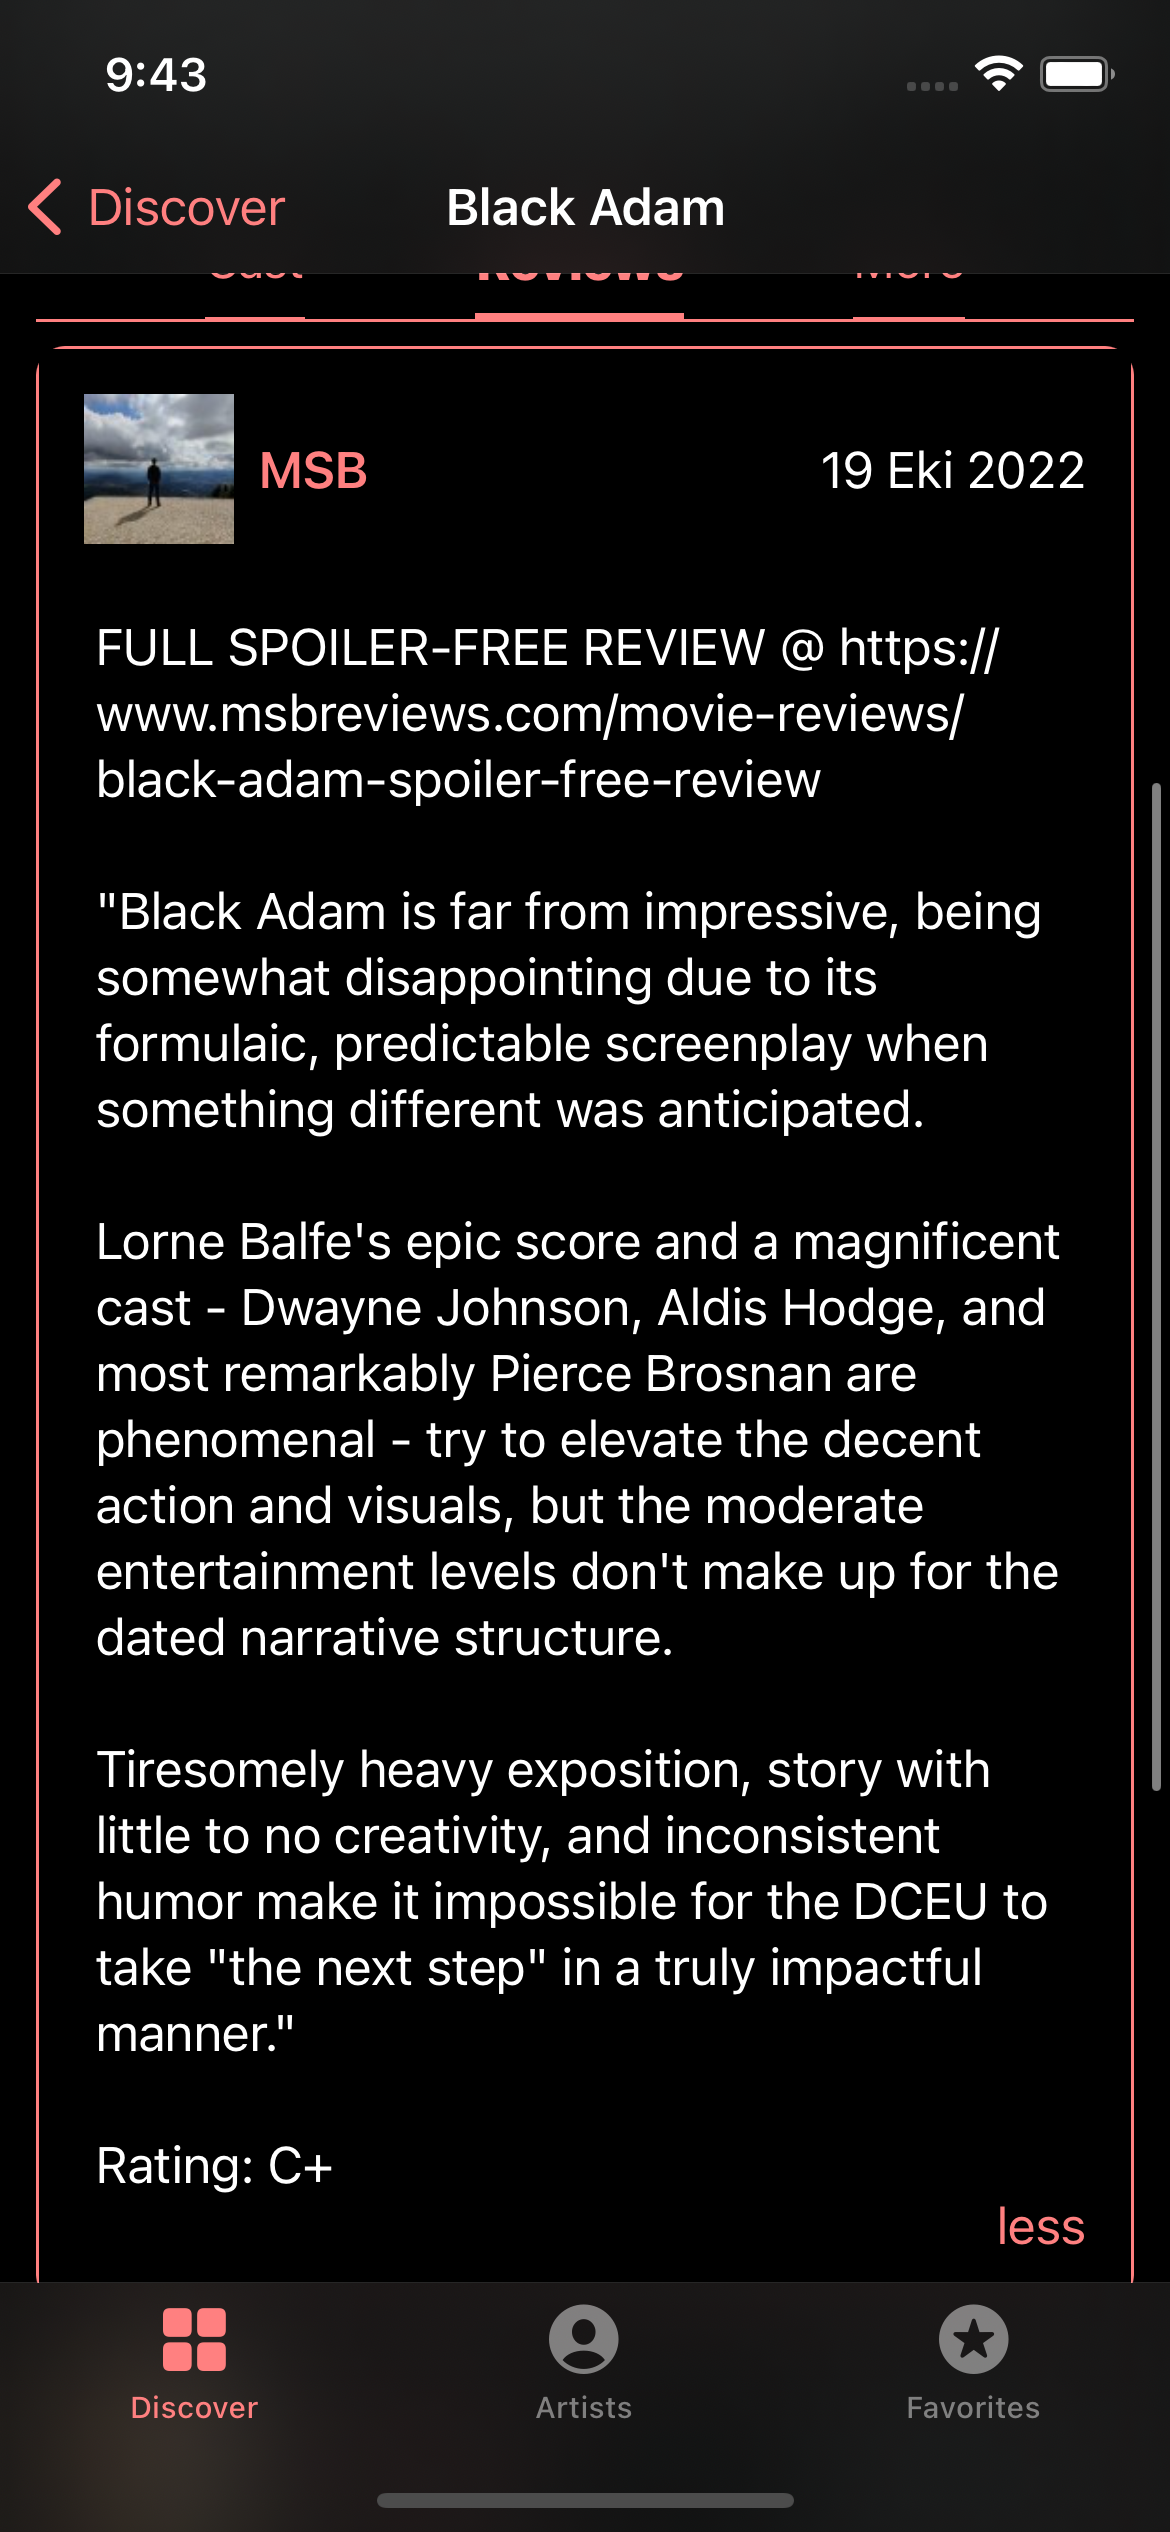 9:43
Discover
Black Adam
Cast
Reviews
More
MSB
19 Eki 2022
FULL SPOILER-FREE REVIEW @ https://
www.msbreviews.com/movie-reviews/
black-adam-spoiler-free-review
"Black Adam is far from impressive, being
somewhat disappointing due to its
formulaic, predictable screenplay when
something different was anticipated.
Lorne Balfe's epic score and a magnificent
cast - Dwayne Johnson, Aldis Hodge, and
most remarkably Pierce Brosnan are
phenomenal - try to elevate the decent
action and visuals, but the moderate
entertainment levels don't make up for the
dated narrative structure.
Tiresomely heavy exposition, story with
little to no creativity, and inconsistent
humor make it impossible for the DCEU to
take "the next step" in a truly impactful
manner."
Rating: C+
less
Discover
Artists
Favorites